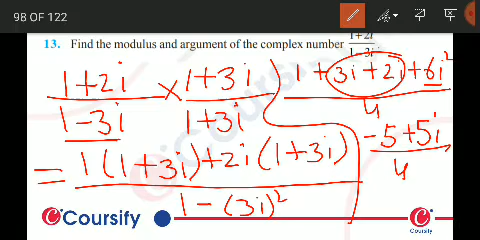 98 OF 122
13. Find the modulus and argument of the complex number 1+2i / 1−3i
1+2i / 1−3i × 1+3i / 1+3i
1+3i+2i+6i² / 4
−5+5i / 4
= 1(1+3i)+2i(1+3i) / 1−(3i)²
Coursify
Coursify